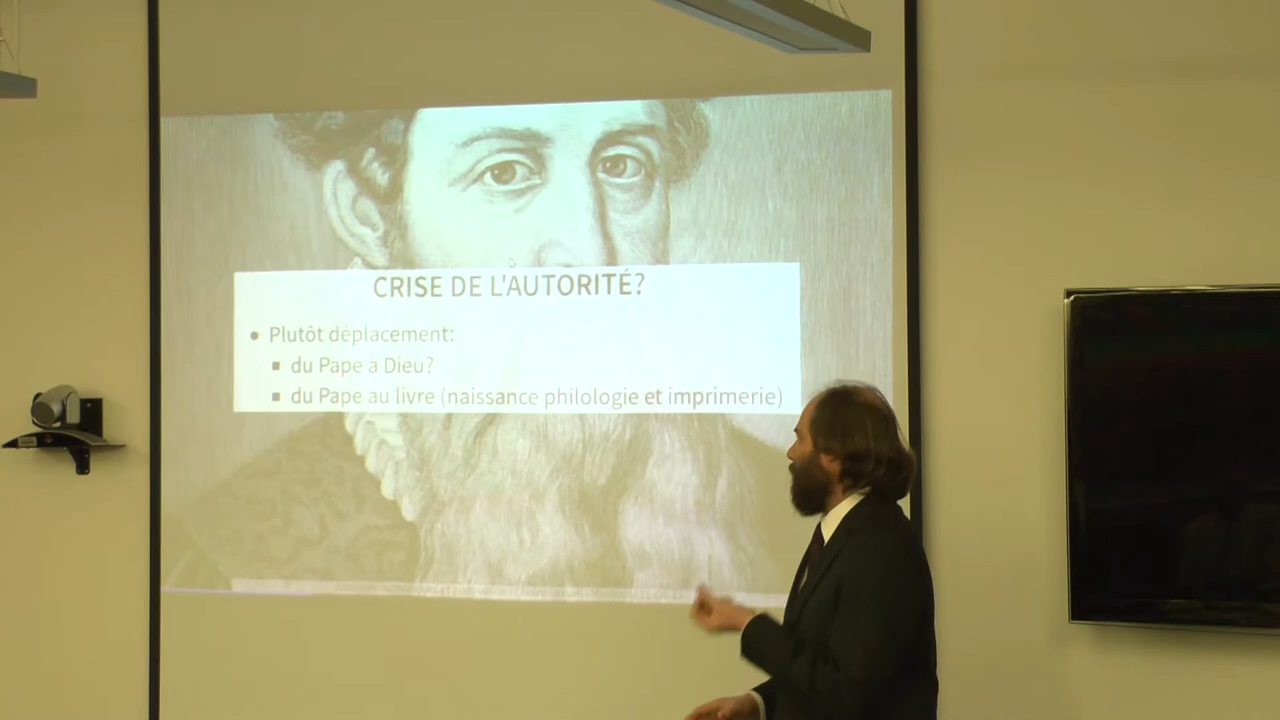 CRISE DE L'AUTORITÉ?
• Plutôt déplacement:
▪ du Pape à Dieu?
▪ du Pape au livre (naissance philologie et imprimerie)